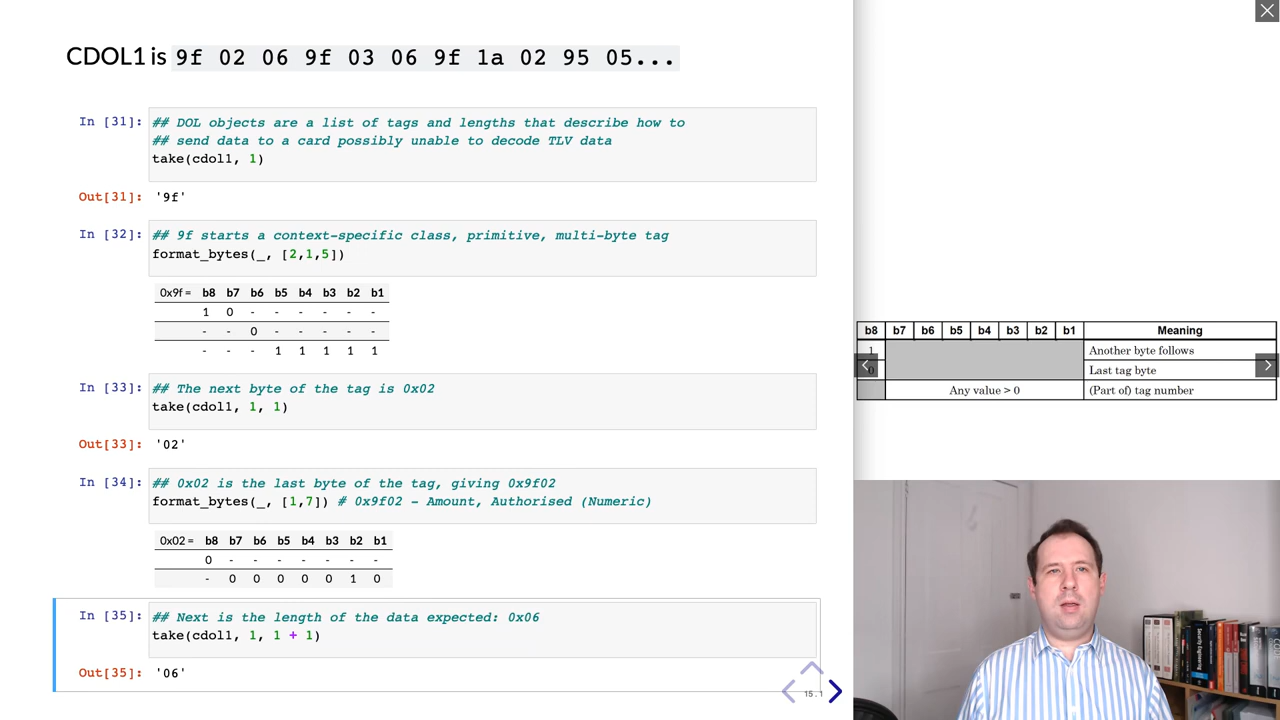 CDOL1 is 9f 02 06 9f 03 06 9f 1a 02 95 05...
In [31]:
## DOL objects are a list of tags and lengths that describe how to
## send data to a card possibly unable to decode TLV data
take(cdol1, 1)
Out[31]: '9f'
In [32]:
## 9f starts a context-specific class, primitive, multi-byte tag
format_bytes(_, [2,1,5])
0x9f = b8 b7 b6 b5 b4 b3 b2 b1
1 0 - - - - - -
- - 0 - - - - -
- - - 1 1 1 1 1
In [33]:
## The next byte of the tag is 0x02
take(cdol1, 1, 1)
Out[33]: '02'
In [34]:
## 0x02 is the last byte of the tag, giving 0x9f02
format_bytes(_, [1,7]) # 0x9f02 - Amount, Authorised (Numeric)
0x02 = b8 b7 b6 b5 b4 b3 b2 b1
0 - - - - - - -
- 0 0 0 0 0 1 0
In [35]:
## Next is the length of the data expected: 0x06
take(cdol1, 1, 1 + 1)
Out[35]: '06'
15.1
b8 b7 b6 b5 b4 b3 b2 b1 Meaning
1 Another byte follows
0 Last tag byte
Any value > 0 (Part of) tag number
Security Engineering